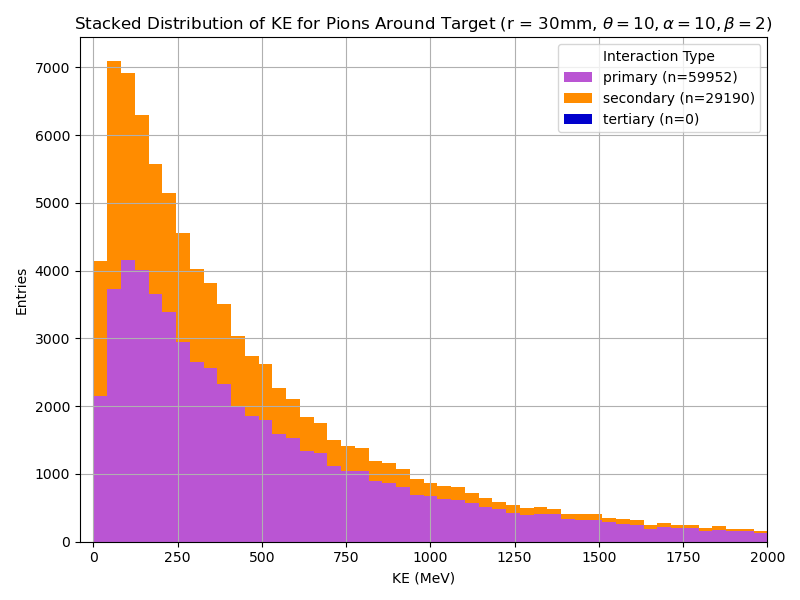 Stacked Distribution of KE for Pions Around Target (r = 30mm, θ = 10, α = 10, β = 2)
Interaction Type
primary (n=59952)
secondary (n=29190)
tertiary (n=0)
Entries
7000
6000
5000
4000
3000
2000
1000
0
0
250
500
750
1000
1250
1500
1750
2000
KE (MeV)